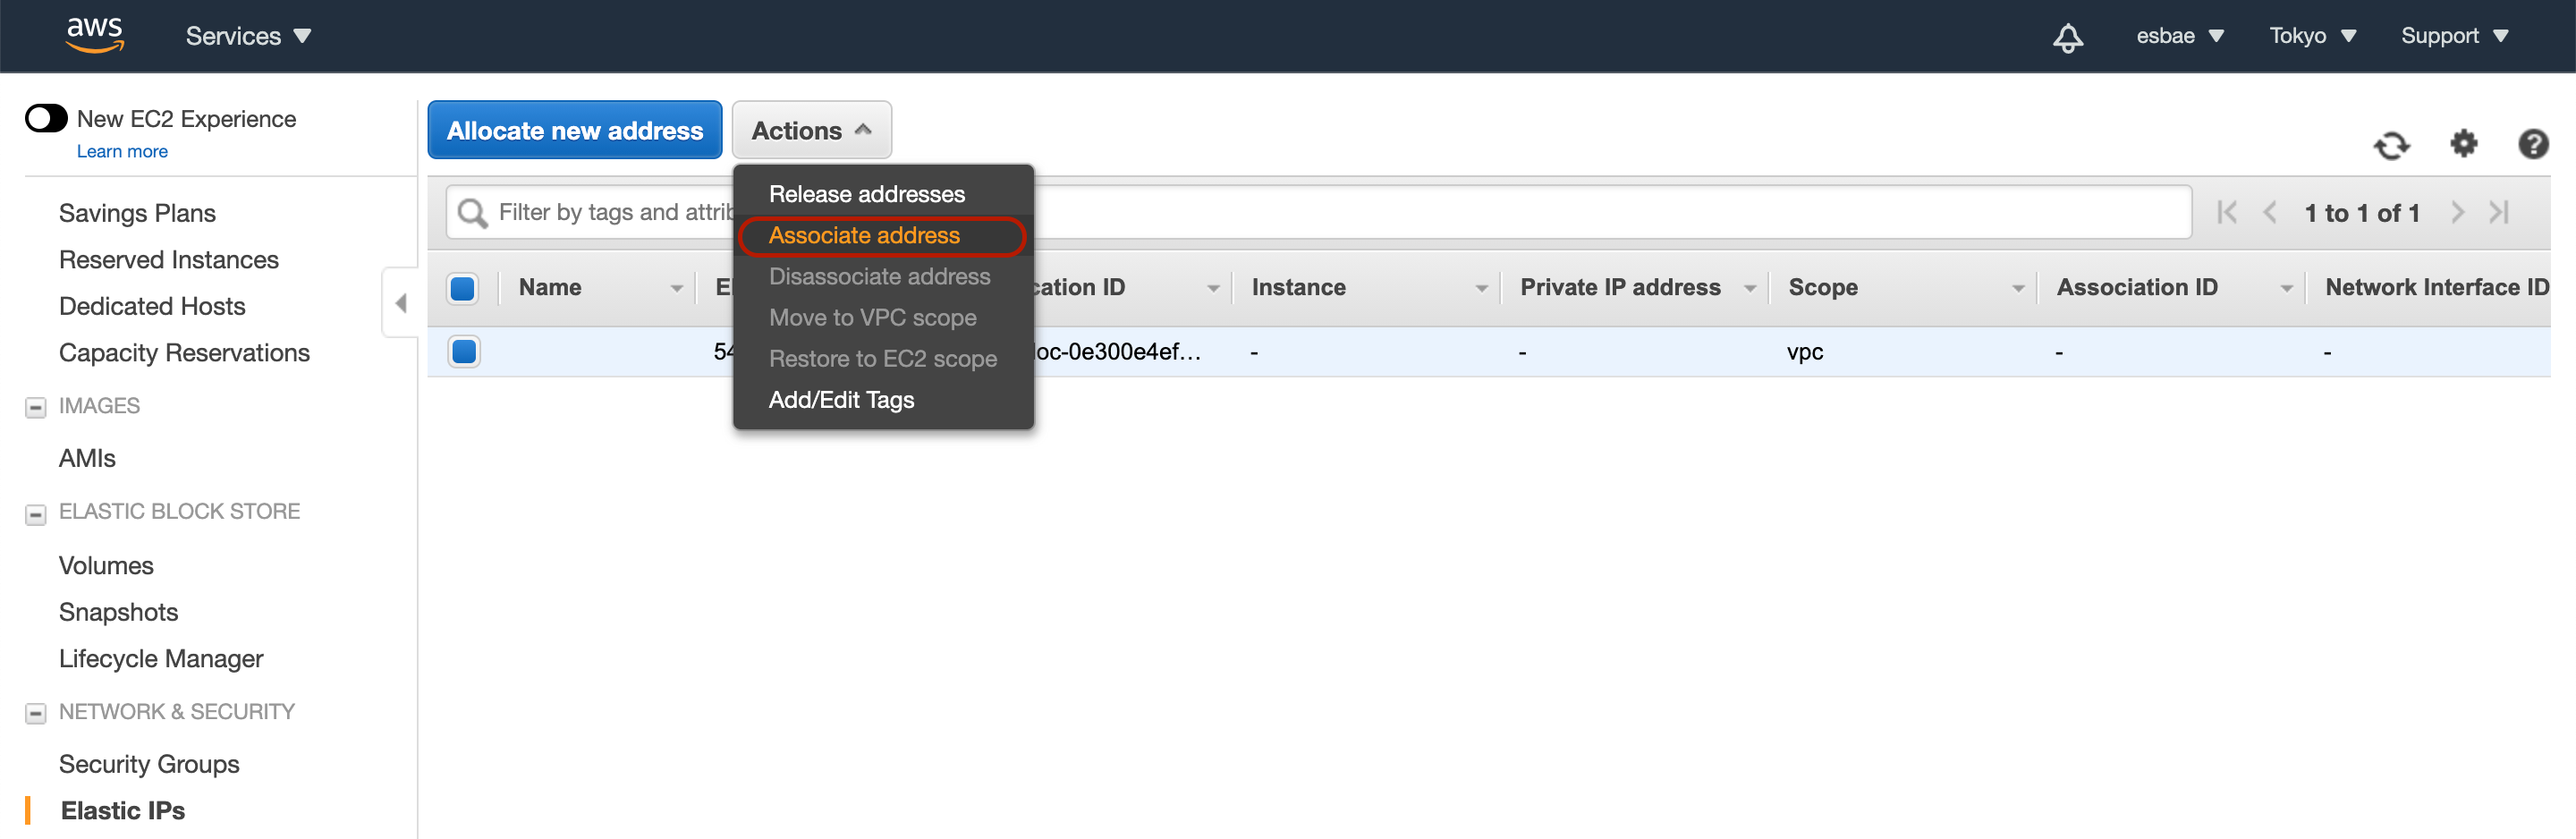 aws Services esbae Tokyo Support
New EC2 Experience
Learn more
Savings Plans
Reserved Instances
Dedicated Hosts
Capacity Reservations
IMAGES
AMIs
ELASTIC BLOCK STORE
Volumes
Snapshots
Lifecycle Manager
NETWORK & SECURITY
Security Groups
Elastic IPs
Allocate new address Actions
Release addresses
Associate address
Disassociate address
Move to VPC scope
Restore to EC2 scope
Add/Edit Tags
Filter by tags and attrib 1 to 1 of 1
Name El cation ID Instance Private IP address Scope Association ID Network Interface ID
54 loc-0e300e4ef... - - vpc - -